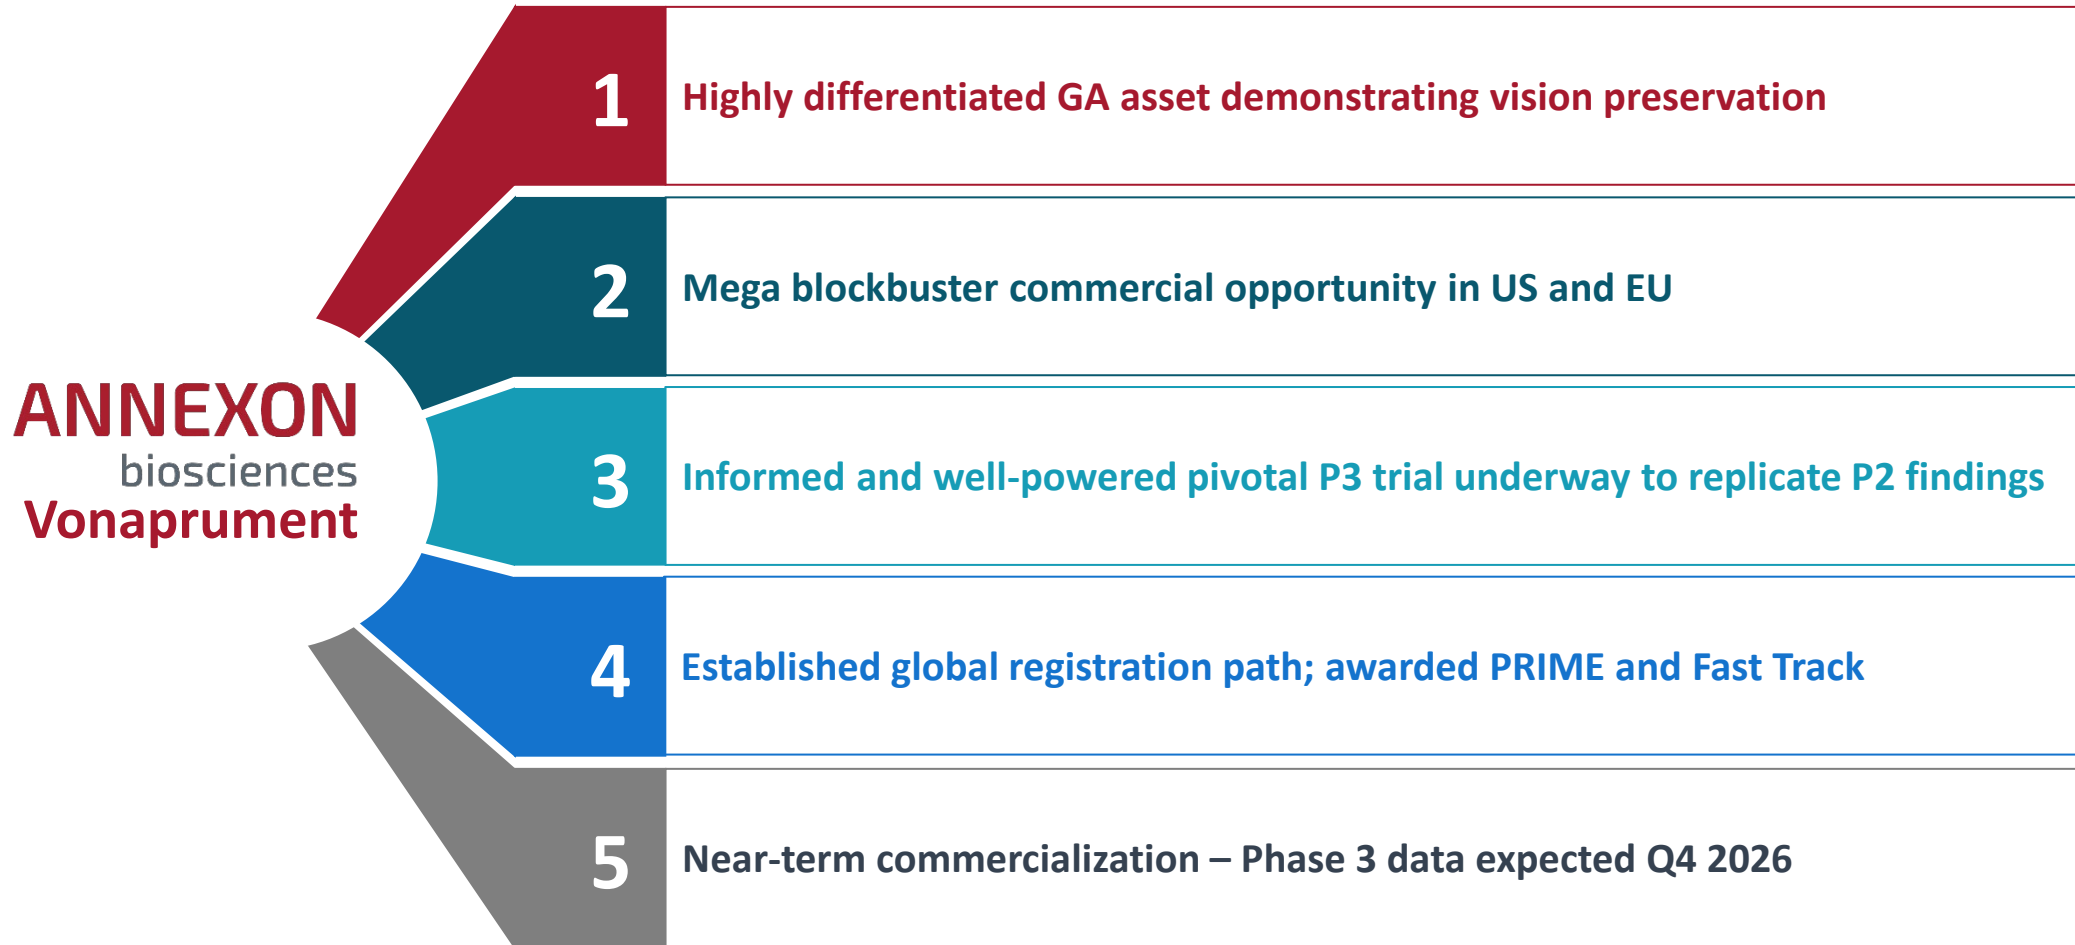 ANNEXON
biosciences
Vonaprument
1
Highly differentiated GA asset demonstrating vision preservation
2
Mega blockbuster commercial opportunity in US and EU
3
Informed and well-powered pivotal P3 trial underway to replicate P2 findings
4
Established global registration path; awarded PRIME and Fast Track
5
Near-term commercialization – Phase 3 data expected Q4 2026